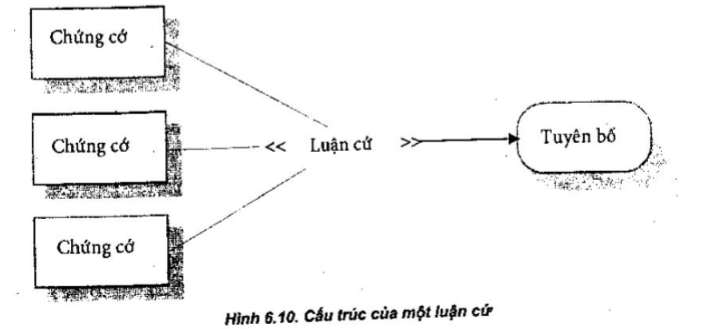 Chứng cớ
Chứng cớ
<< Luận cứ >>
Tuyên bố
Chứng cớ
Hình 6.10. Cấu trúc của một luận cứ